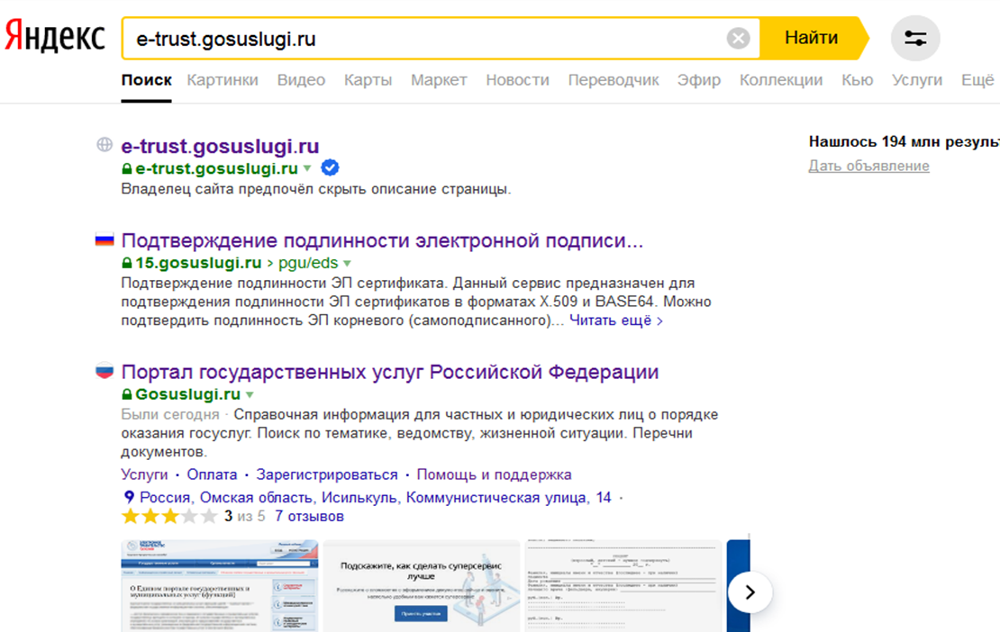 Яндекс
e-trust.gosuslugi.ru
Найти
Поиск Картинки Видео Карты Маркет Новости Переводчик Эфир Коллекции Кью Услуги Ещё
e-trust.gosuslugi.ru
e-trust.gosuslugi.ru
Владелец сайта предпочёл скрыть описание страницы.
Нашлось 194 млн резуль
Дать объявление
Подтверждение подлинности электронной подписи...
15.gosuslugi.ru › pgu/eds
Подтверждение подлинности ЭП сертификата. Данный сервис предназначен для
подтверждения подлинности ЭП сертификатов в форматах X.509 и BASE64. Можно
подтвердить подлинность ЭП корневого (самоподписанного)... Читать ещё ›
Портал государственных услуг Российской Федерации
Gosuslugi.ru
Были сегодня · Справочная информация для частных и юридических лиц о порядке
оказания госуслуг. Поиск по тематике, ведомству, жизненной ситуации. Перечни
документов.
Услуги · Оплата · Зарегистрироваться · Помощь и поддержка
Россия, Омская область, Исилькуль, Коммунистическая улица, 14 ·
3 из 5 7 отзывов
О Едином портале государственных и
муниципальных услуг (функций)
Подскажите, как сделать суперсервис
лучше